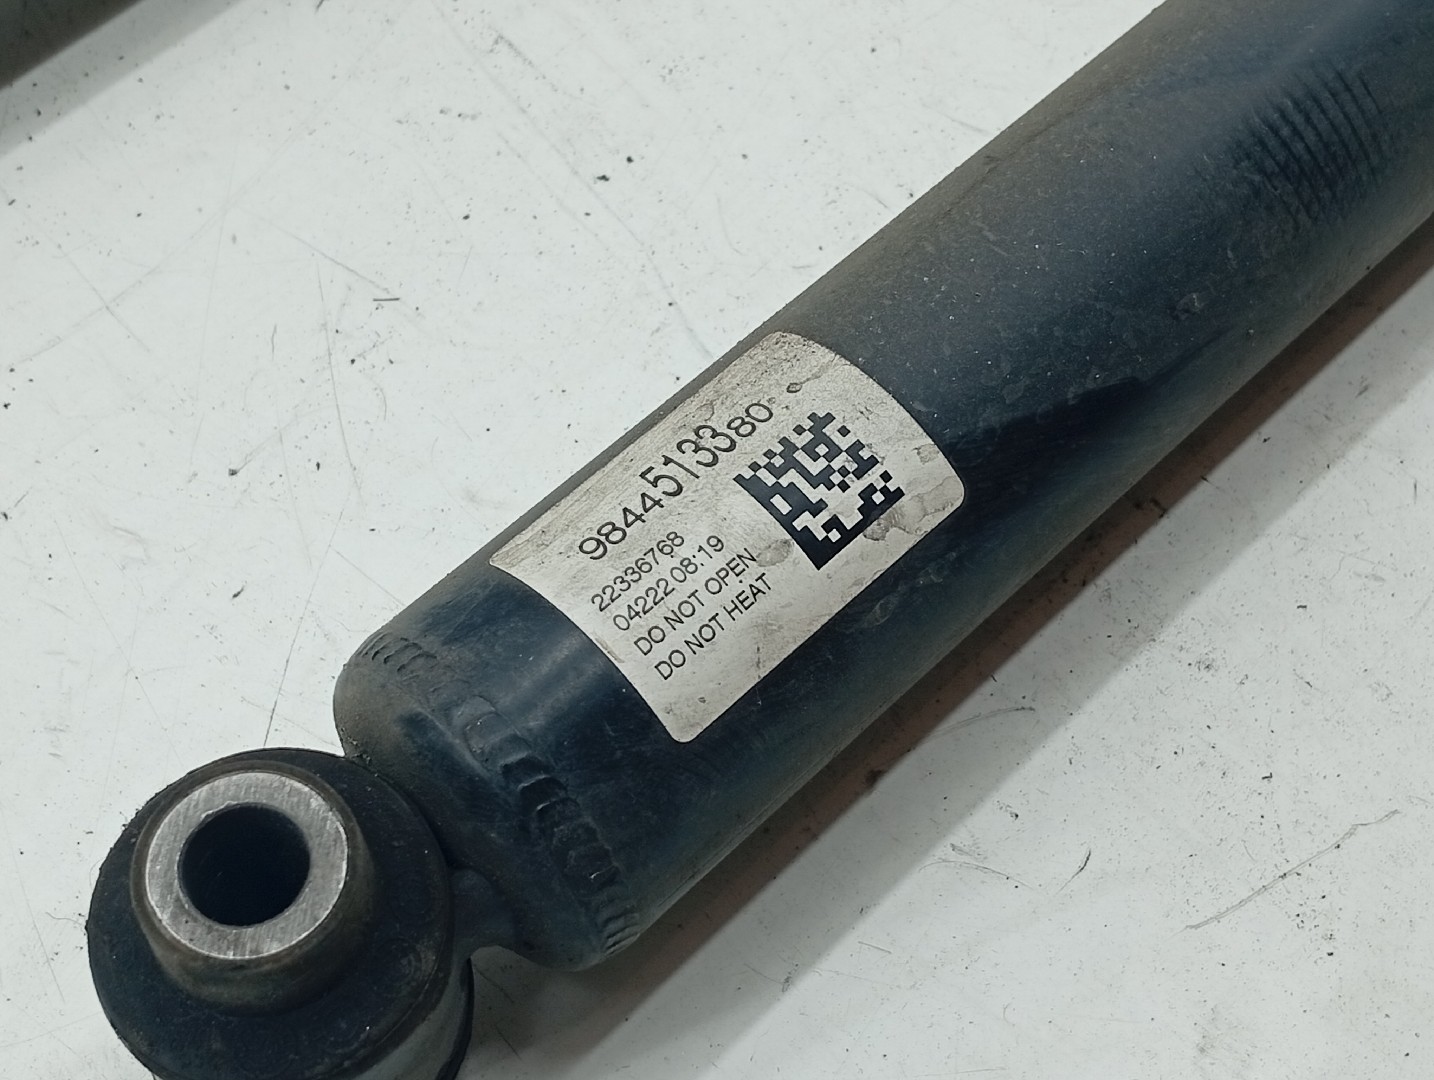 9844513380
22336768
04222 08:19
DO NOT OPEN
DO NOT HEAT